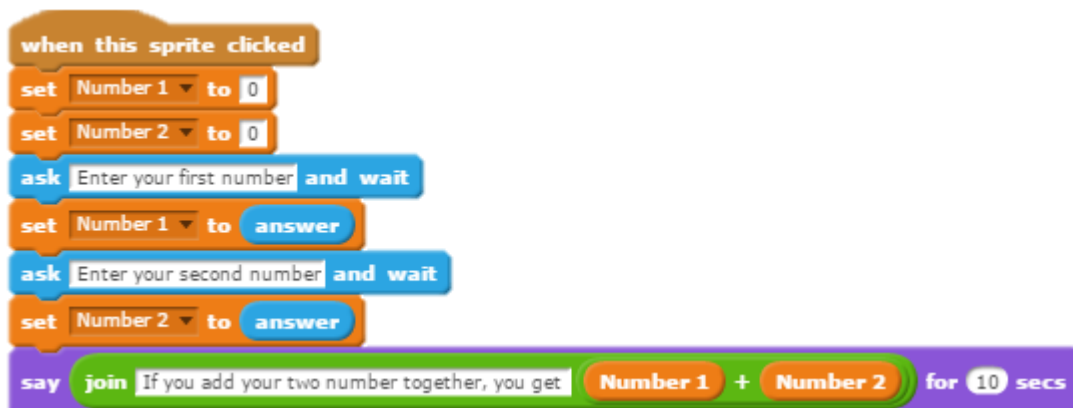 when this sprite clicked
set Number 1 to 0
set Number 2 to 0
ask Enter your first number and wait
set Number 1 to answer
ask Enter your second number and wait
set Number 2 to answer
say join If you add your two number together, you get Number 1 + Number 2 for 10 secs